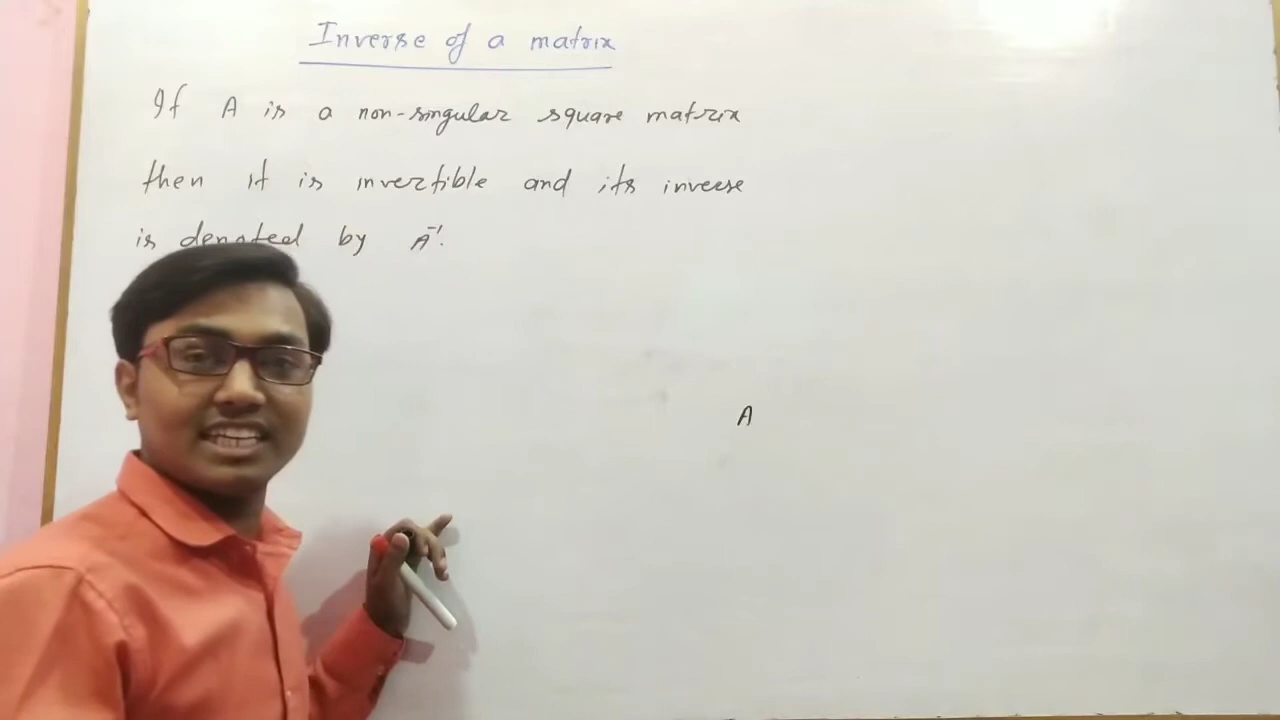 Inverse of a matrix
If A is a non-singular square matrix
then it is invertible and its inverse
is denoted by A⁻¹.
A